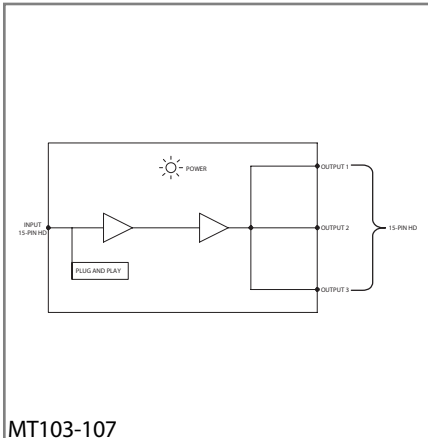 POWER
OUTPUT 1
INPUT
15-PIN HD
OUTPUT 2
15-PIN HD
PLUG AND PLAY
OUTPUT 3
MT103-107